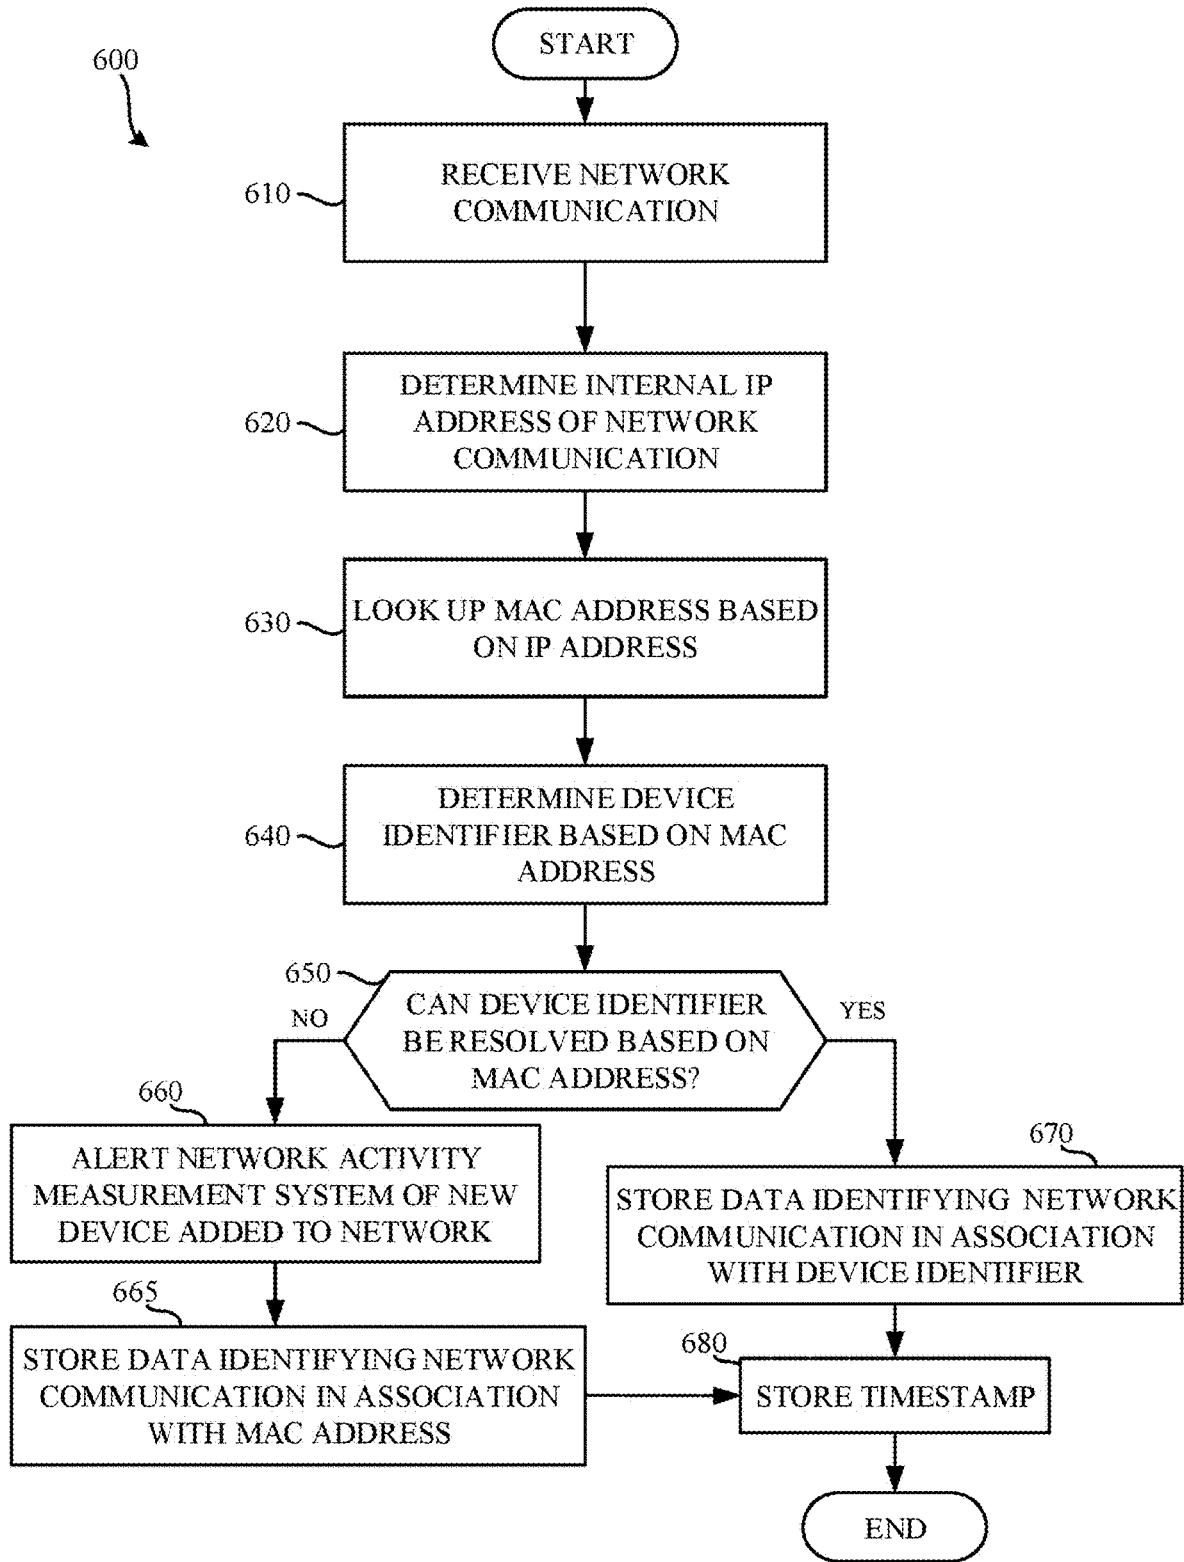 600
START
610
RECEIVE NETWORK
COMMUNICATION
620
DETERMINE INTERNAL IP
ADDRESS OF NETWORK
COMMUNICATION
630
LOOK UP MAC ADDRESS BASED
ON IP ADDRESS
640
DETERMINE DEVICE
IDENTIFIER BASED ON MAC
ADDRESS
650
CAN DEVICE IDENTIFIER
BE RESOLVED BASED ON
MAC ADDRESS?
NO
YES
660
ALERT NETWORK ACTIVITY
MEASUREMENT SYSTEM OF NEW
DEVICE ADDED TO NETWORK
670
STORE DATA IDENTIFYING NETWORK
COMMUNICATION IN ASSOCIATION
WITH DEVICE IDENTIFIER
665
STORE DATA IDENTIFYING NETWORK
COMMUNICATION IN ASSOCIATION
WITH MAC ADDRESS
680
STORE TIMESTAMP
END